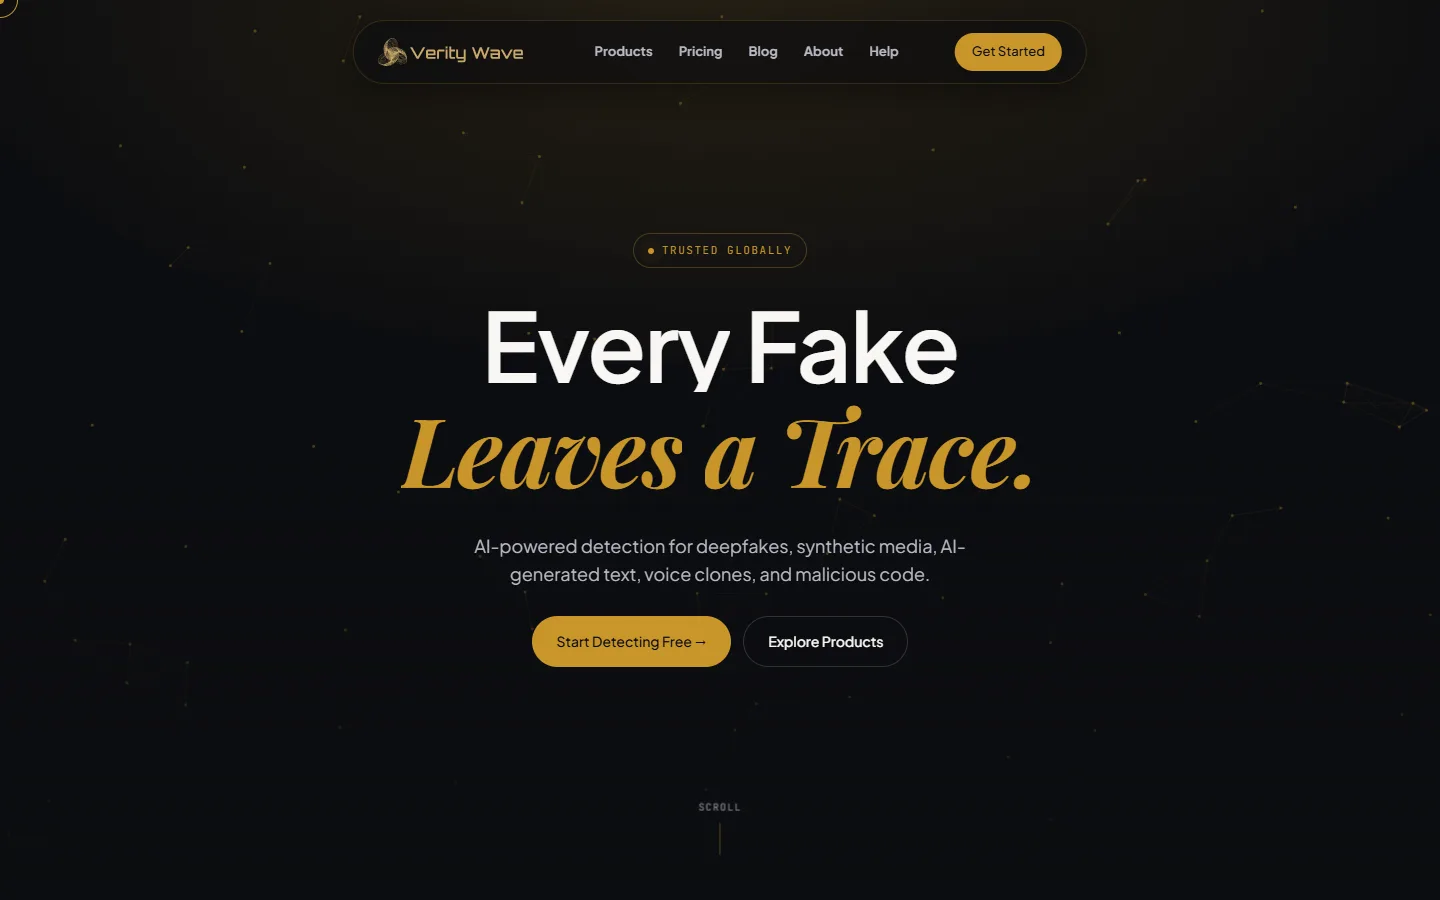 Verity Wave
Products
Pricing
Blog
About
Help
Get Started
TRUSTED GLOBALLY
Every Fake
Leaves a Trace.
AI-powered detection for deepfakes, synthetic media, AI-
generated text, voice clones, and malicious code.
Start Detecting Free →
Explore Products
SCROLL